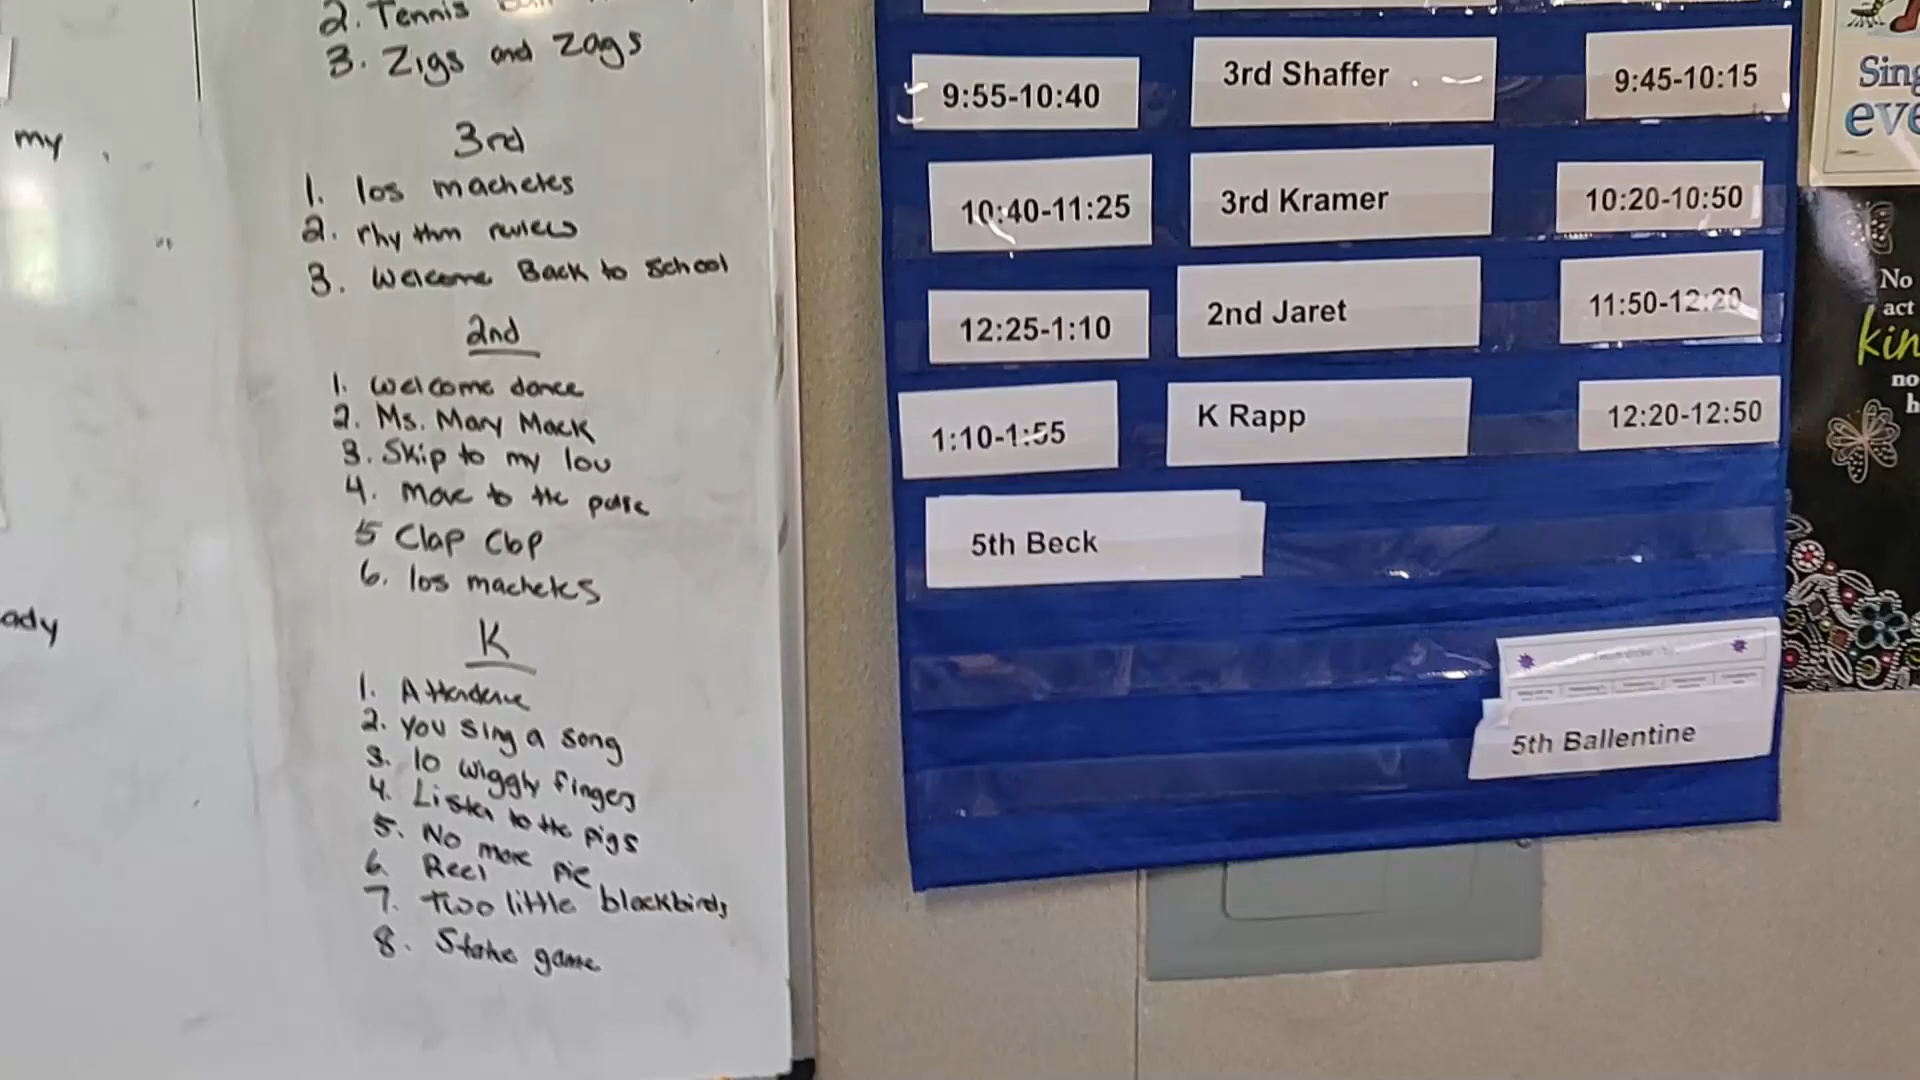 2. Tennis
3. Zigs and Zags
my
3rd
1. los machetes
2. rhythm review
3. Welcome Back to School
2nd
1. Welcome dance
2. Ms. Mary Mack
3. Skip to my lou
4. Move to the pulse
5 Clap Clap
6. los machetes
ady
K
1. Attendence
2. You sing a song
3. 10 wiggly fingers
4. Listen to the pigs
5. No more pie
6. Reel
7. Two little blackbirds
8. Statue game
9:55-10:40 3rd Shaffer 9:45-10:15
10:40-11:25 3rd Kramer 10:20-10:50
12:25-1:10 2nd Jaret 11:50-12:20
1:10-1:55 K Rapp 12:20-12:50
5th Beck
5th Ballentine
Sing
eve
No
act
kin
no
h